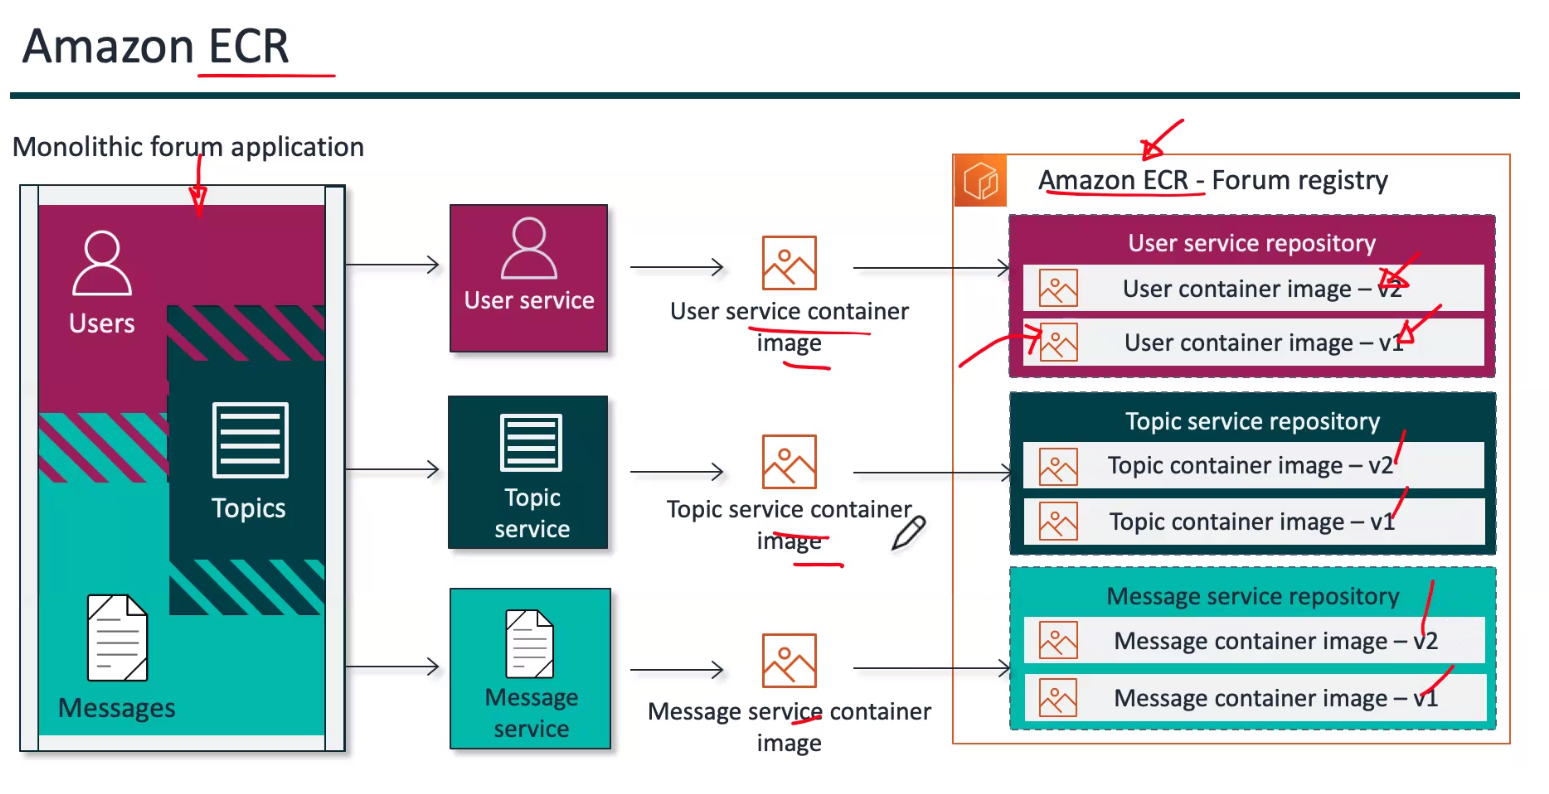 Amazon ECR
Monolithic forum application
Users
Topics
Messages
User service
Topic
service
Message
service
User service container
image
Topic service container
image
Message service container
image
Amazon ECR - Forum registry
User service repository
User container image – v2
User container image – v1
Topic service repository
Topic container image – v2
Topic container image – v1
Message service repository
Message container image – v2
Message container image – v1